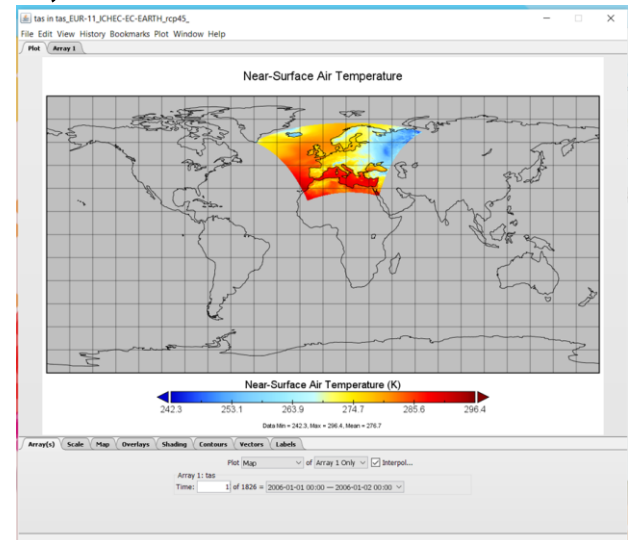 tas in tas_EUR-11_ICHEC-EC-EARTH_rcp45_
File Edit View History Bookmarks Plot Window Help
Plot Array 1
Near-Surface Air Temperature
Near-Surface Air Temperature (K)
242.3 253.1 263.9 274.7 285.6 296.4
Data Min = 242.3, Max = 296.4, Mean = 276.7
Array(s) Scale Map Overlays Shading Contours Vectors Labels
Plot Map of Array 1 Only Interpol...
Array 1: tas
Time: 1 of 1826 = 2006-01-01 00:00 — 2006-01-02 00:00